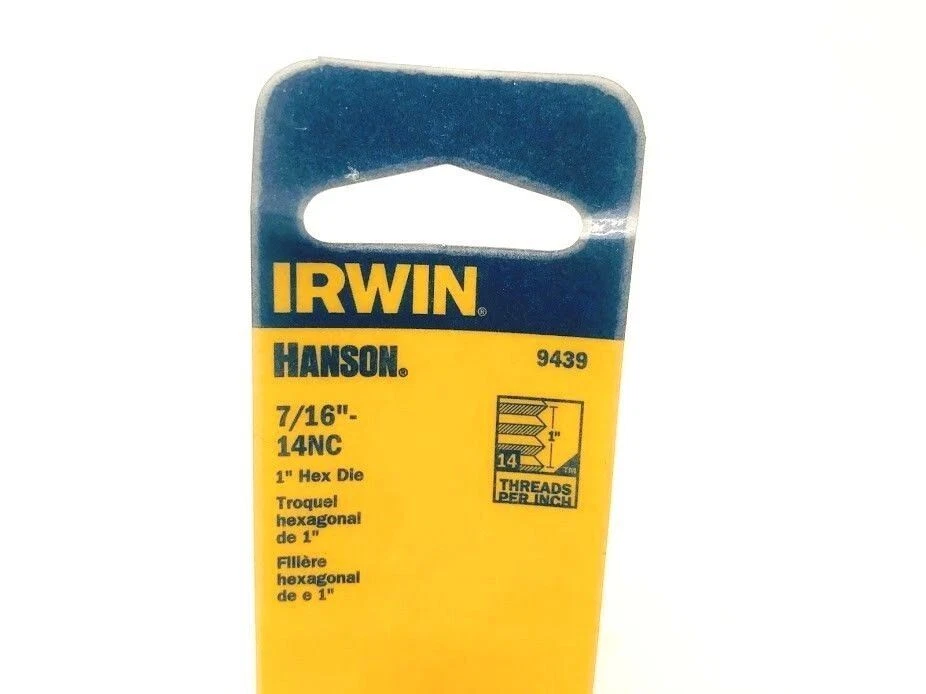 IRWIN®
HANSON® 9439
7/16"-
14NC
1" Hex Die
Troquel
hexagonal
de 1"
Filière
hexagonal
de e 1"
1"
14
TM
THREADS
PER INCH